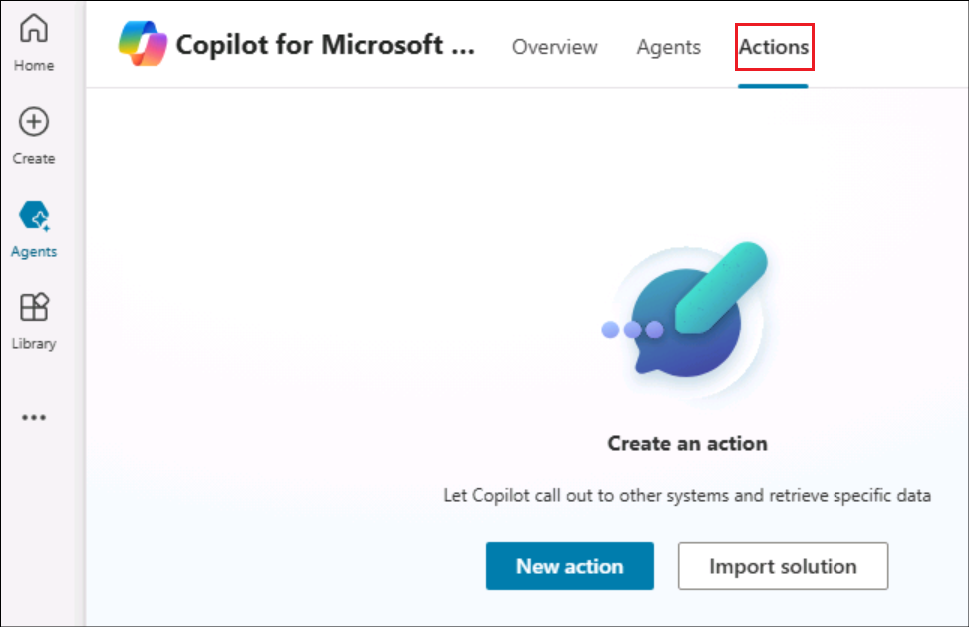 Home
Create
Agents
Library
Copilot for Microsoft ...
Overview
Agents
Actions
Create an action
Let Copilot call out to other systems and retrieve specific data
New action
Import solution